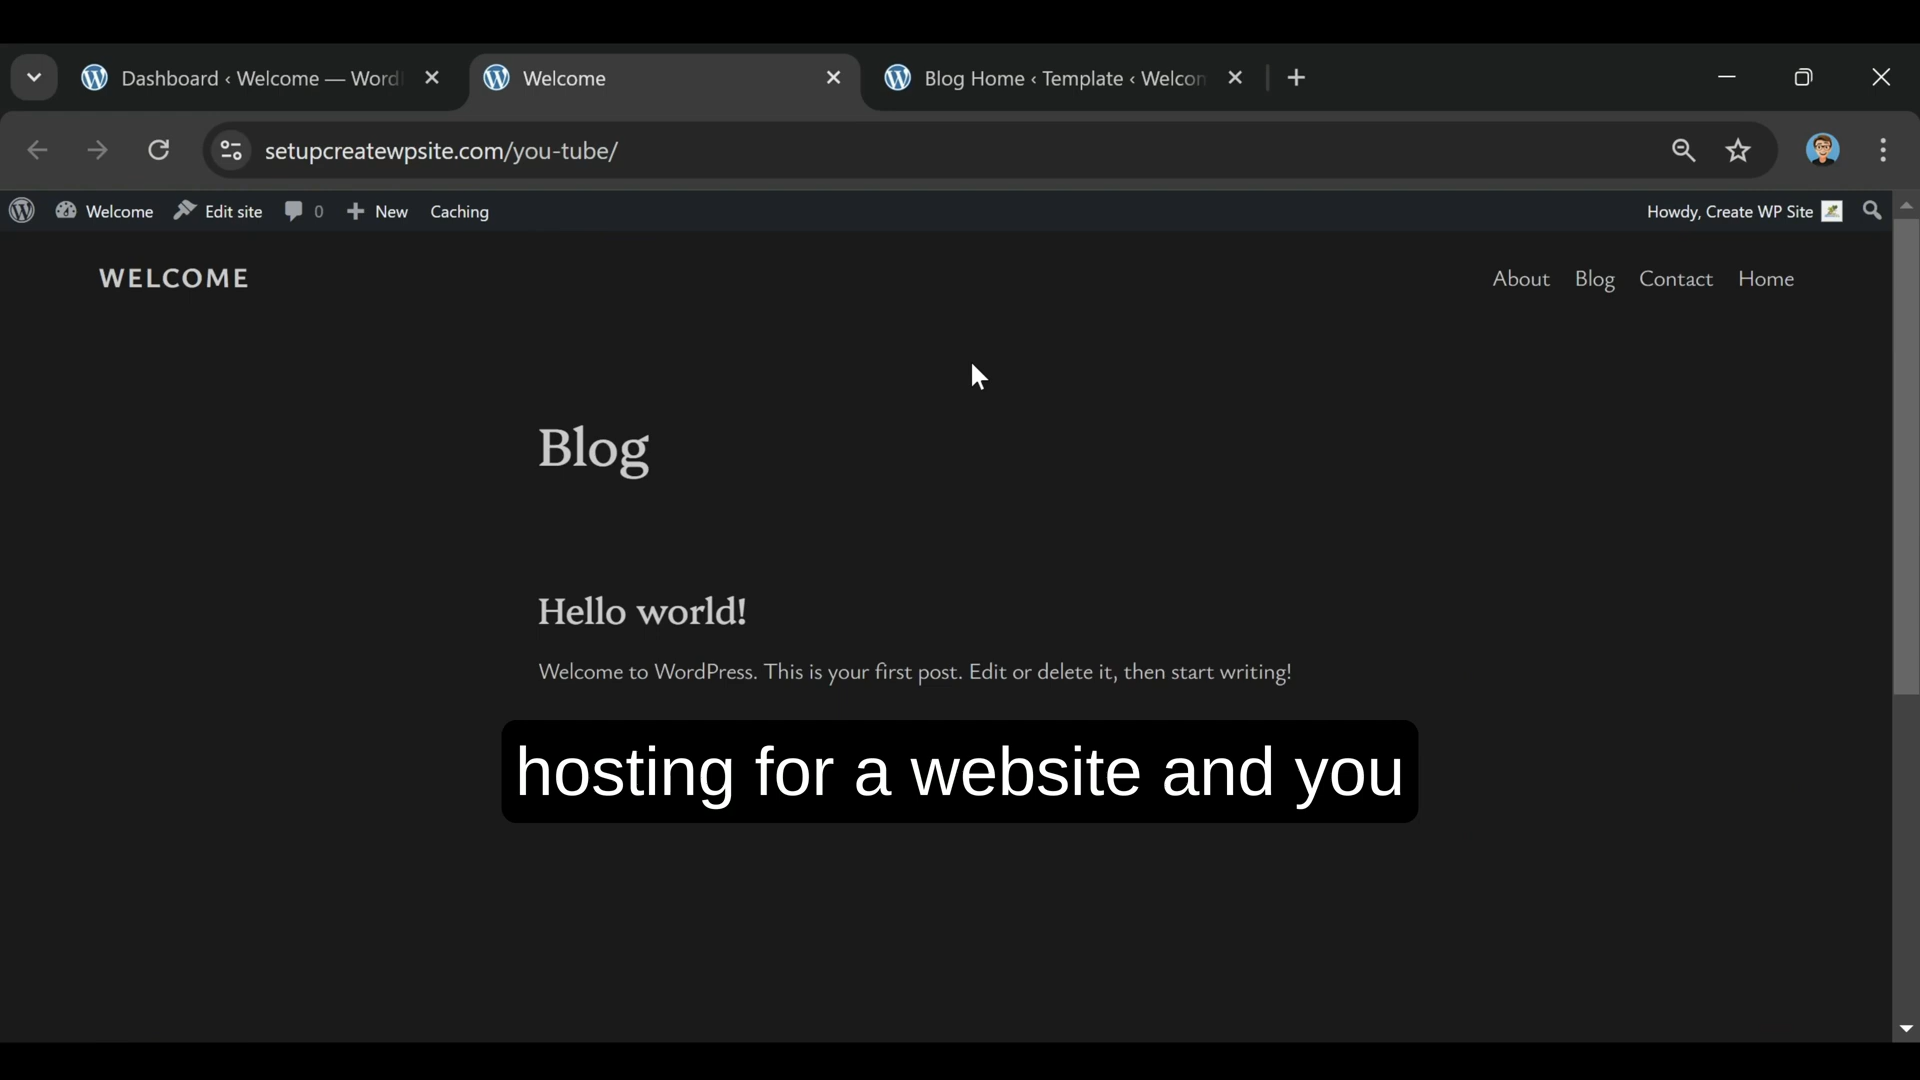 Dashboard ‹ Welcome — Word
Welcome
Blog Home ‹ Template ‹ Welcom
setupcreatewpsite.com/you-tube/
Welcome
Edit site
0
New
Caching
Howdy, Create WP Site
WELCOME
About
Blog
Contact
Home
Blog
Hello world!
Welcome to WordPress. This is your first post. Edit or delete it, then start writing!
hosting for a website and you